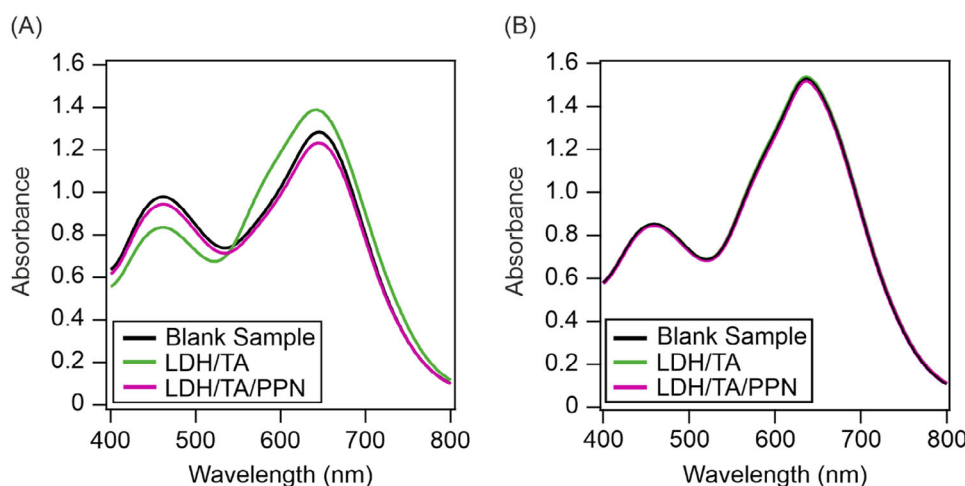 (A)
Absorbance
1.6
1.4
1.2
1.0
0.8
0.6
0.4
0.2
0
Blank Sample
LDH/TA
LDH/TA/PPN
400 500 600 700 800
Wavelength (nm)
(B)
Absorbance
1.6
1.4
1.2
1.0
0.8
0.6
0.4
0.2
0
Blank Sample
LDH/TA
LDH/TA/PPN
400 500 600 700 800
Wavelength (nm)